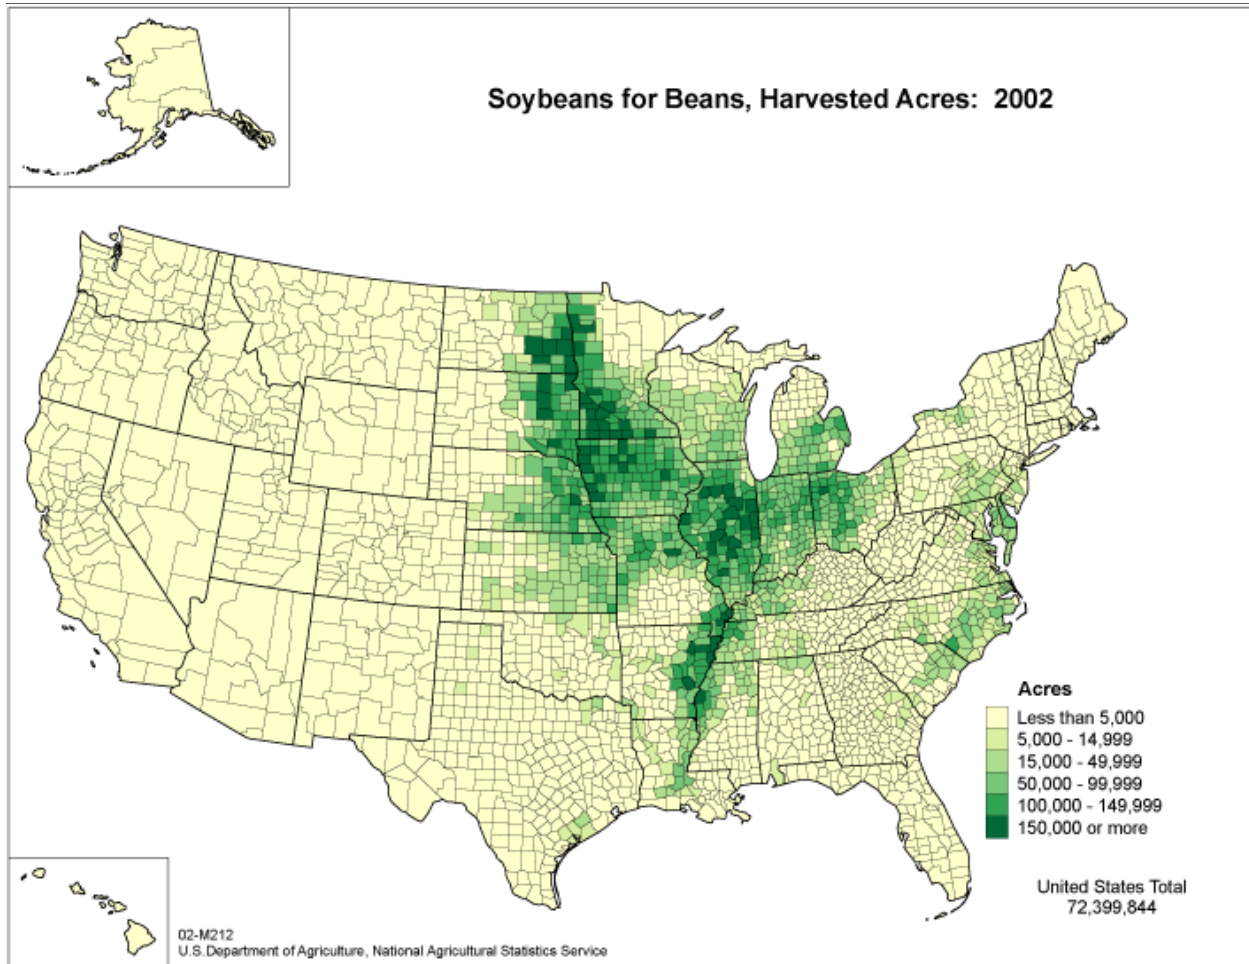 Soybeans for Beans, Harvested Acres: 2002
Acres
Less than 5,000
5,000 - 14,999
15,000 - 49,999
50,000 - 99,999
100,000 - 149,999
150,000 or more
United States Total
72,399,844
02-M212
U.S.Department of Agriculture, National Agricultural Statistics Service